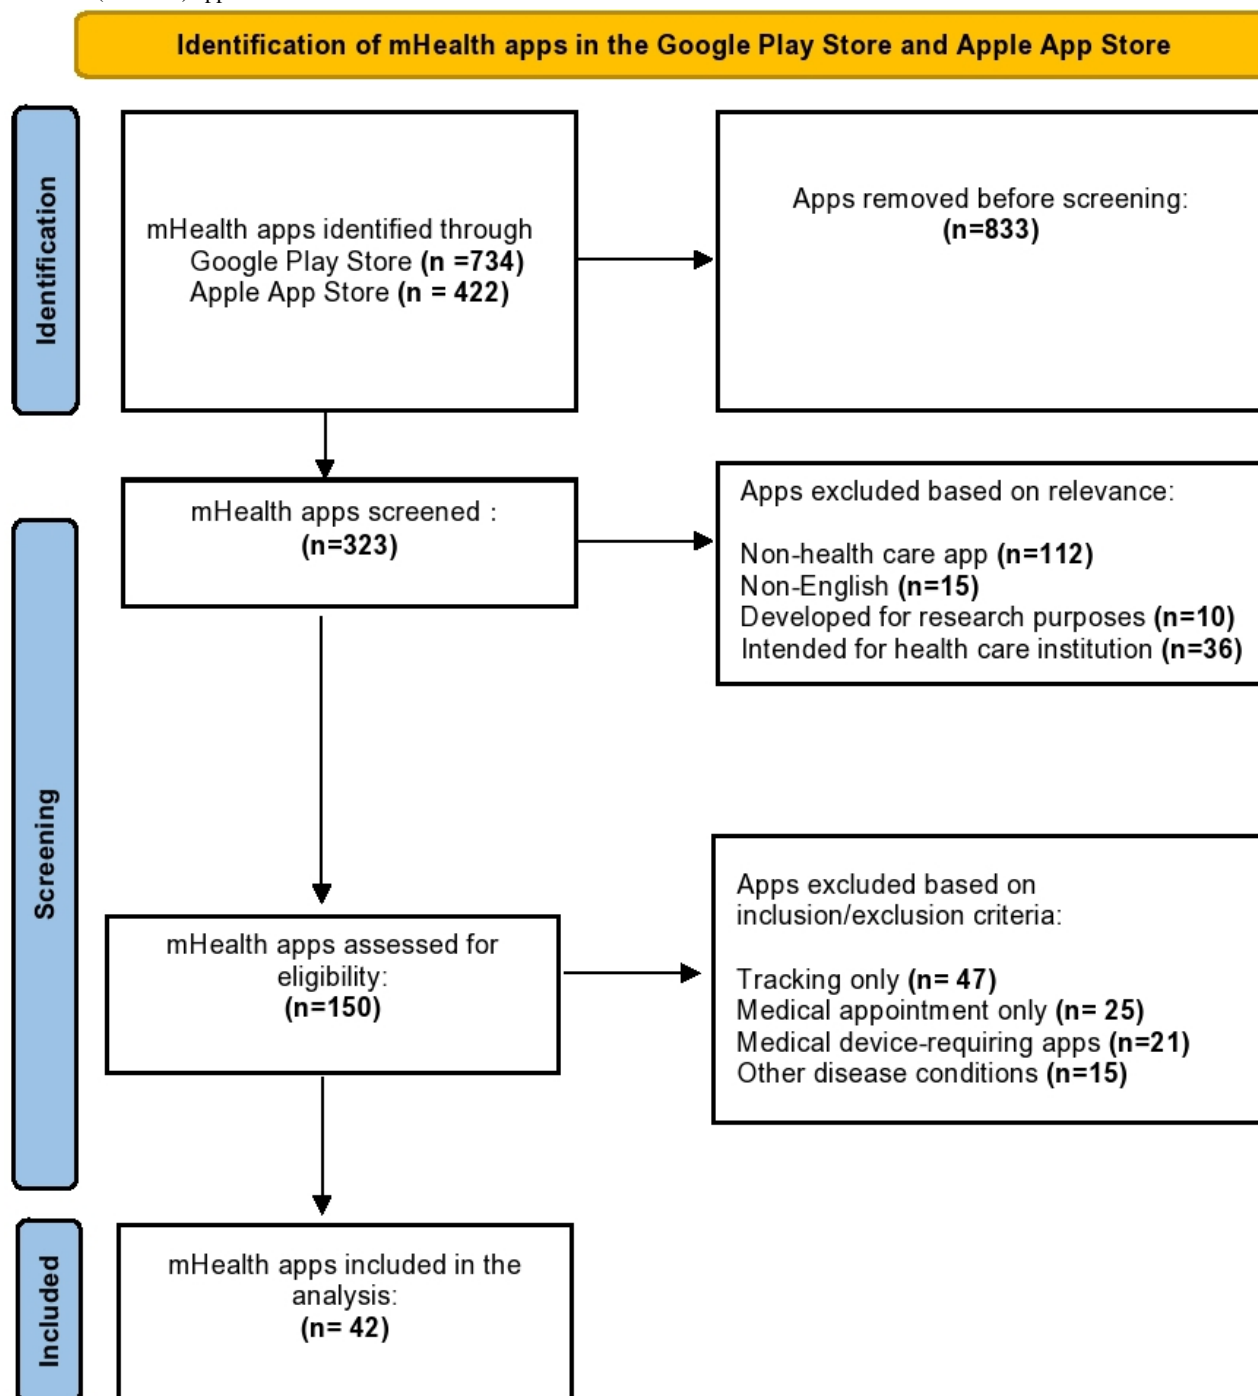 Identification of mHealth apps in the Google Play Store and Apple App Store
Identification
mHealth apps identified through
Google Play Store (n =734)
Apple App Store (n = 422)
Apps removed before screening:
(n=833)
Screening
mHealth apps screened :
(n=323)
Apps excluded based on relevance:
Non-health care app (n=112)
Non-English (n=15)
Developed for research purposes (n=10)
Intended for health care institution (n=36)
mHealth apps assessed for
eligibility:
(n=150)
Apps excluded based on
inclusion/exclusion criteria:
Tracking only (n= 47)
Medical appointment only (n= 25)
Medical device-requiring apps (n=21)
Other disease conditions (n=15)
Included
mHealth apps included in the
analysis:
(n= 42)